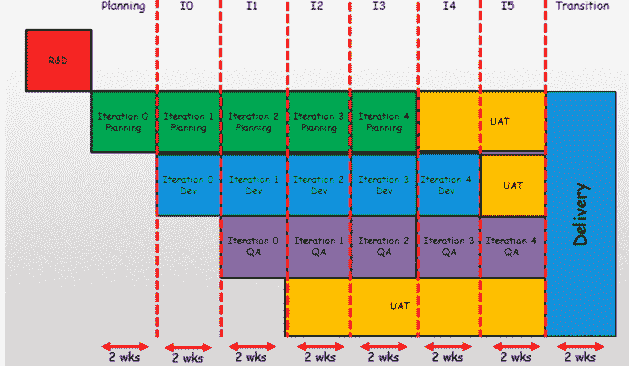 Planning I0 I1 I2 I3 I4 I5 Transition
R&D
Iteration 0 Planning
Iteration 1 Planning
Iteration 2 Planning
Iteration 3 Planning
Iteration 4 Planning
UAT
Iteration 0 Dev
Iteration 1 Dev
Iteration 2 Dev
Iteration 3 Dev
Iteration 4 Dev
UAT
Delivery
Iteration 0 QA
Iteration 1 QA
Iteration 2 QA
Iteration 3 QA
Iteration 4 QA
UAT
2 wks 2 wks 2 wks 2 wks 2 wks 2 wks 2 wks 2 wks